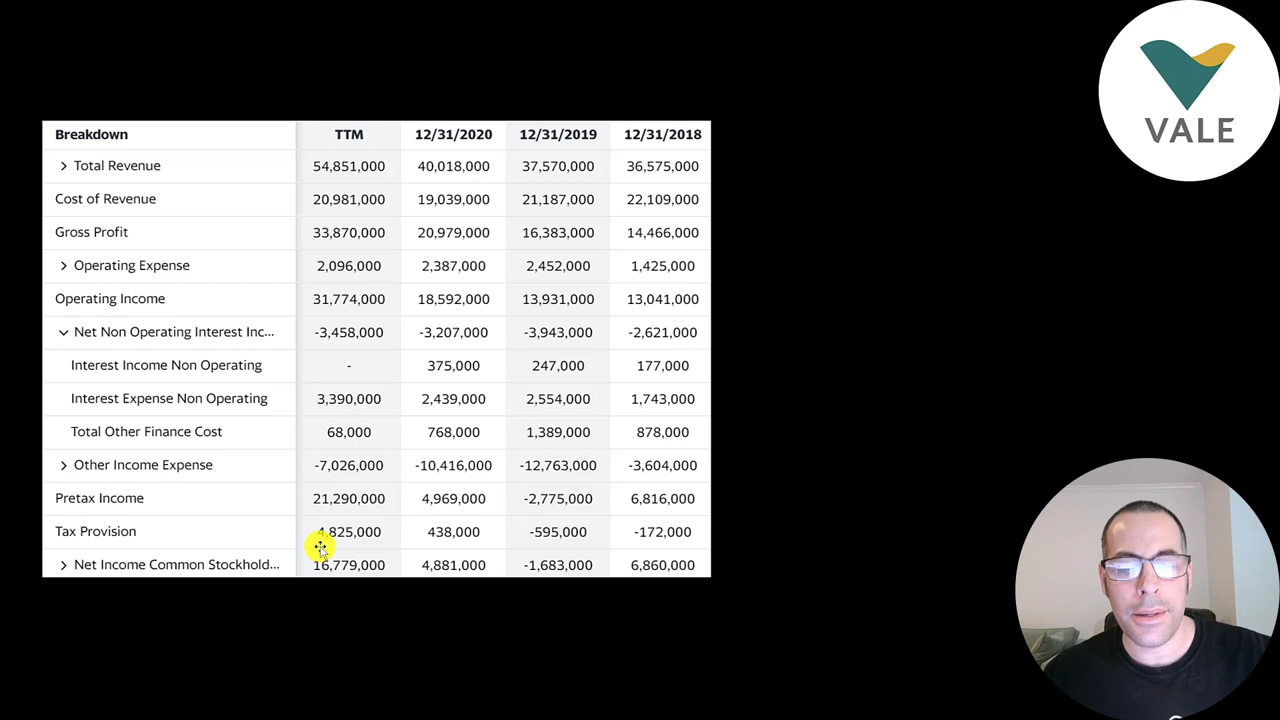 VALE
Breakdown TTM 12/31/2020 12/31/2019 12/31/2018
Total Revenue 54,851,000 40,018,000 37,570,000 36,575,000
Cost of Revenue 20,981,000 19,039,000 21,187,000 22,109,000
Gross Profit 33,870,000 20,979,000 16,383,000 14,466,000
Operating Expense 2,096,000 2,387,000 2,452,000 1,425,000
Operating Income 31,774,000 18,592,000 13,931,000 13,041,000
Net Non Operating Interest Inc... -3,458,000 -3,207,000 -3,943,000 -2,621,000
Interest Income Non Operating - 375,000 247,000 177,000
Interest Expense Non Operating 3,390,000 2,439,000 2,554,000 1,743,000
Total Other Finance Cost 68,000 768,000 1,389,000 878,000
Other Income Expense -7,026,000 -10,416,000 -12,763,000 -3,604,000
Pretax Income 21,290,000 4,969,000 -2,775,000 6,816,000
Tax Provision 4,825,000 438,000 -595,000 -172,000
Net Income Common Stockhold... 16,779,000 4,881,000 -1,683,000 6,860,000